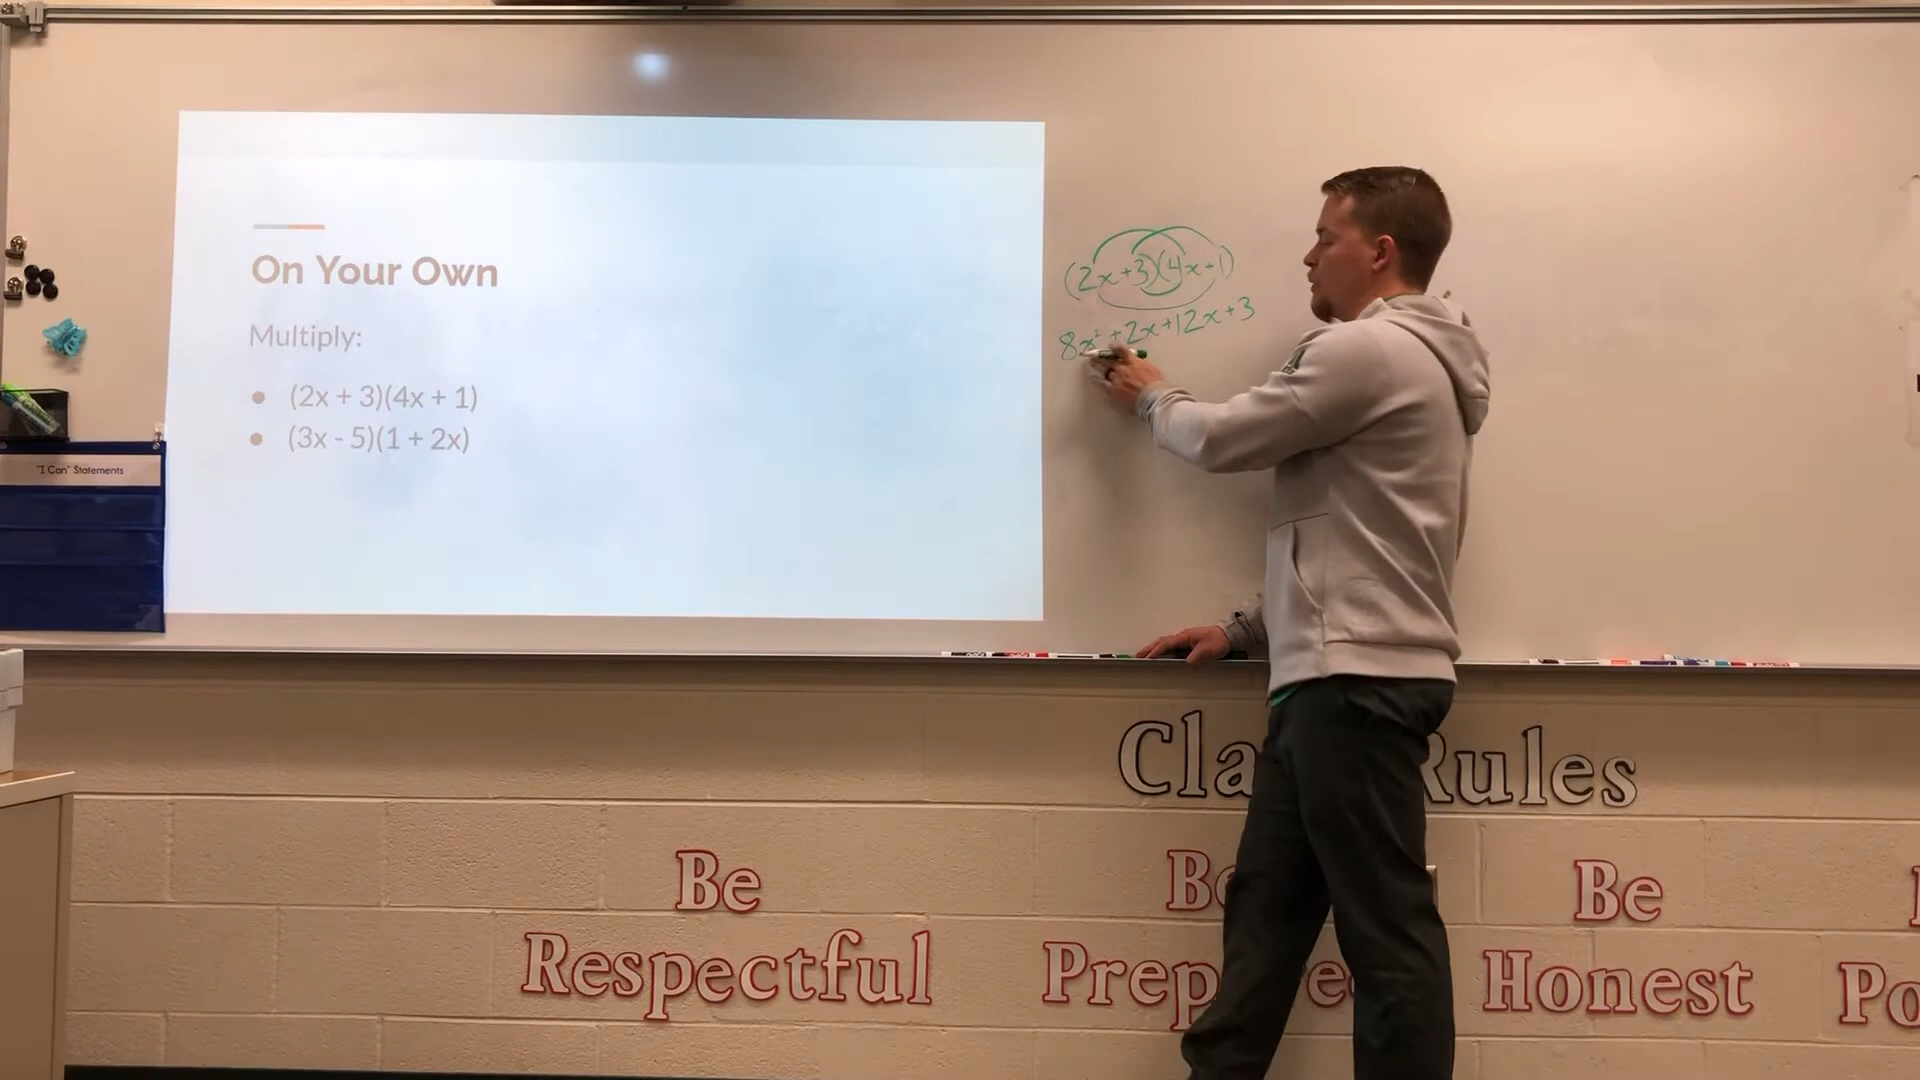 On Your Own
Multiply:
• (2x + 3)(4x + 1)
• (3x - 5)(1 + 2x)
(2x+3)(4x+1)
8x²+2x+12x+3
"I Can" Statements
Cla Rules
Be
Respectful
Be
Honest